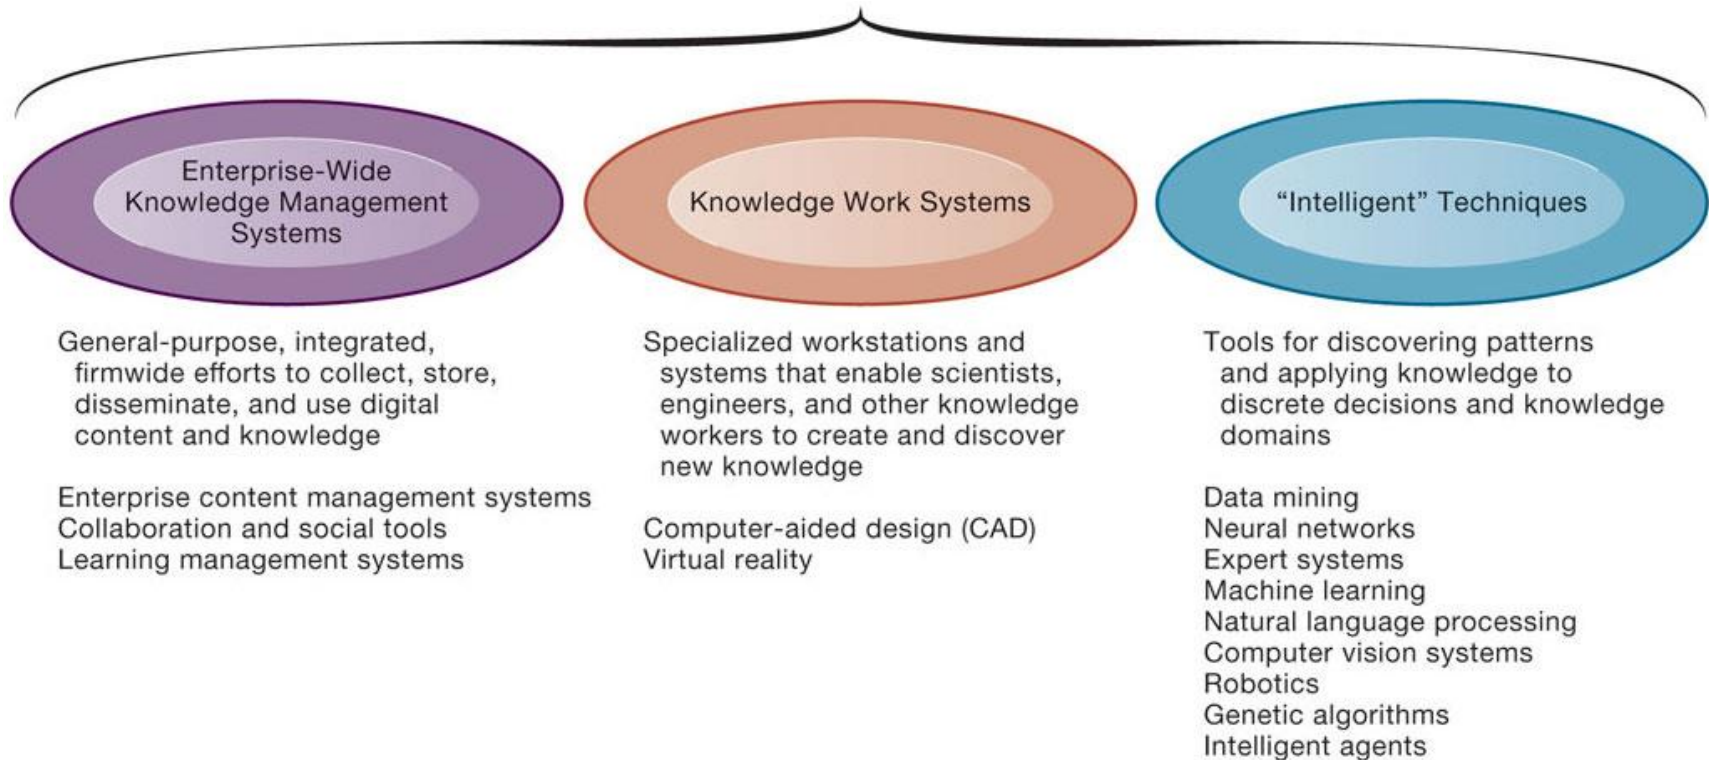 Enterprise-Wide
Knowledge Management
Systems
General-purpose, integrated,
firmwide efforts to collect, store,
disseminate, and use digital
content and knowledge
Enterprise content management systems
Collaboration and social tools
Learning management systems
Knowledge Work Systems
Specialized workstations and
systems that enable scientists,
engineers, and other knowledge
workers to create and discover
new knowledge
Computer-aided design (CAD)
Virtual reality
“Intelligent” Techniques
Tools for discovering patterns
and applying knowledge to
discrete decisions and knowledge
domains
Data mining
Neural networks
Expert systems
Machine learning
Natural language processing
Computer vision systems
Robotics
Genetic algorithms
Intelligent agents